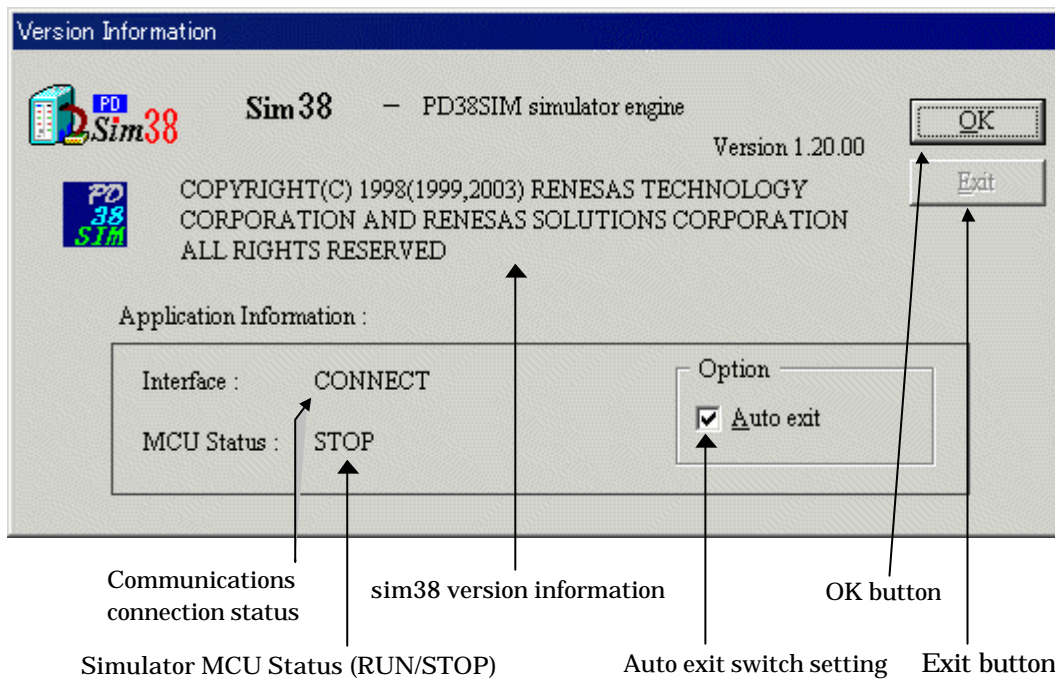 Version Information
PD
Sim38
Sim38 – PD38SIM simulator engine
Version 1.20.00
OK
Exit
PD
38
SIM
COPYRIGHT(C) 1998(1999,2003) RENESAS TECHNOLOGY
CORPORATION AND RENESAS SOLUTIONS CORPORATION
ALL RIGHTS RESERVED
Application Information :
Interface : CONNECT
MCU Status : STOP
Option
Auto exit
Communications
connection status
sim38 version information
OK button
Simulator MCU Status (RUN/STOP)
Auto exit switch setting
Exit button